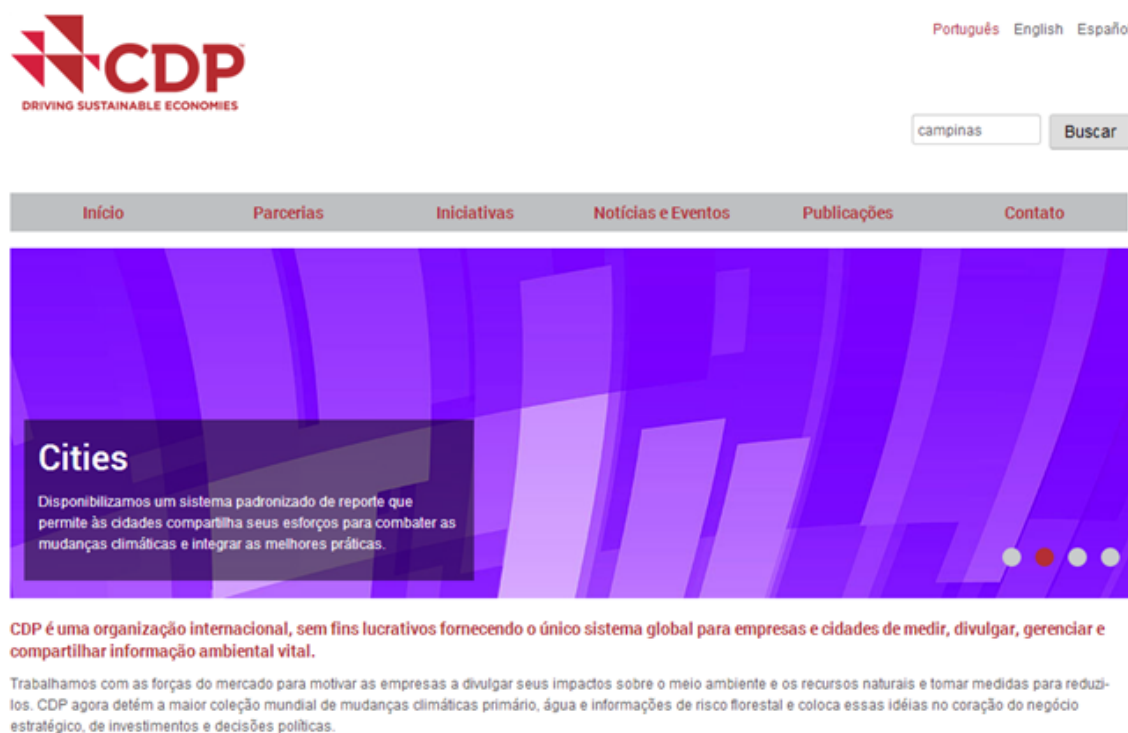 CDP
DRIVING SUSTAINABLE ECONOMIES
Português English Españo
campinas Buscar
Início Parcerias Iniciativas Notícias e Eventos Publicações Contato
Cities
Disponibilizamos um sistema padronizado de reporte que
permite às cidades compartilha seus esforços para combater as
mudanças climáticas e integrar as melhores práticas.
CDP é uma organização internacional, sem fins lucrativos fornecendo o único sistema global para empresas e cidades de medir, divulgar, gerenciar e
compartilhar informação ambiental vital.
Trabalhamos com as forças do mercado para motivar as empresas a divulgar seus impactos sobre o meio ambiente e os recursos naturais e tomar medidas para reduzi-
los. CDP agora detém a maior coleção mundial de mudanças climáticas primário, água e informações de risco florestal e coloca essas idéias no coração do negócio
estratégico, de investimentos e decisões políticas.